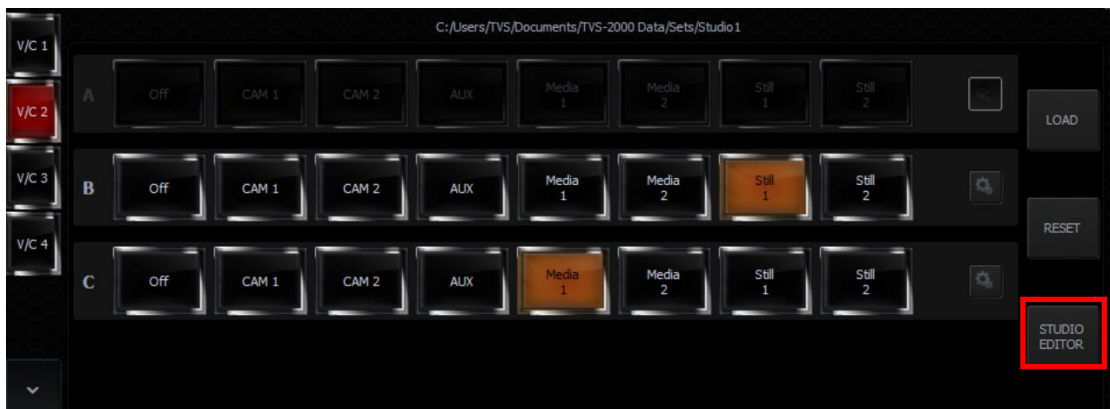 C:/Users/TVS/Documents/TVS-2000 Data/Sets/Studio1
V/C 1
V/C 2
V/C 3
V/C 4
A Off CAM 1 CAM 2 AUX Media 1 Media 2 Still 1 Still 2
B Off CAM 1 CAM 2 AUX Media 1 Media 2 Still 1 Still 2
C Off CAM 1 CAM 2 AUX Media 1 Media 2 Still 1 Still 2
LOAD
RESET
STUDIO
EDITOR